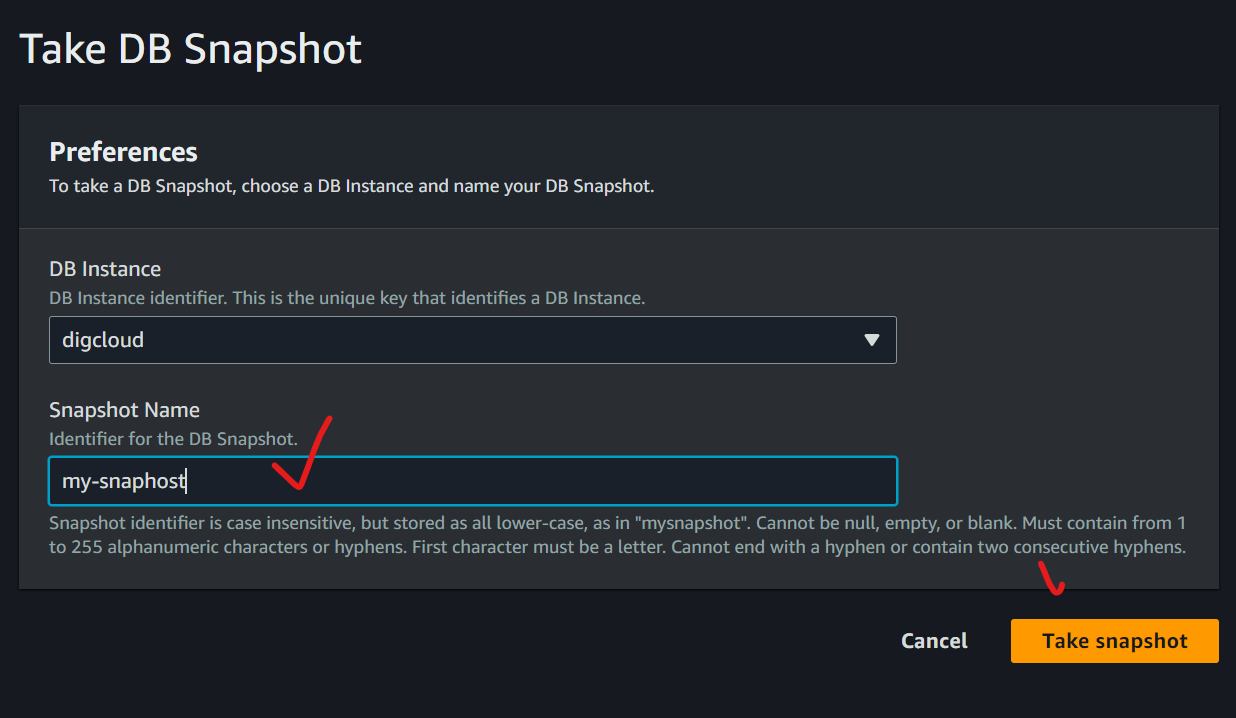 Take DB Snapshot
Preferences
To take a DB Snapshot, choose a DB Instance and name your DB Snapshot.
DB Instance
DB Instance identifier. This is the unique key that identifies a DB Instance.
digcloud
Snapshot Name
Identifier for the DB Snapshot.
my-snaphost
Snapshot identifier is case insensitive, but stored as all lower-case, as in "mysnapshot". Cannot be null, empty, or blank. Must contain from 1
to 255 alphanumeric characters or hyphens. First character must be a letter. Cannot end with a hyphen or contain two consecutive hyphens.
Cancel
Take snapshot